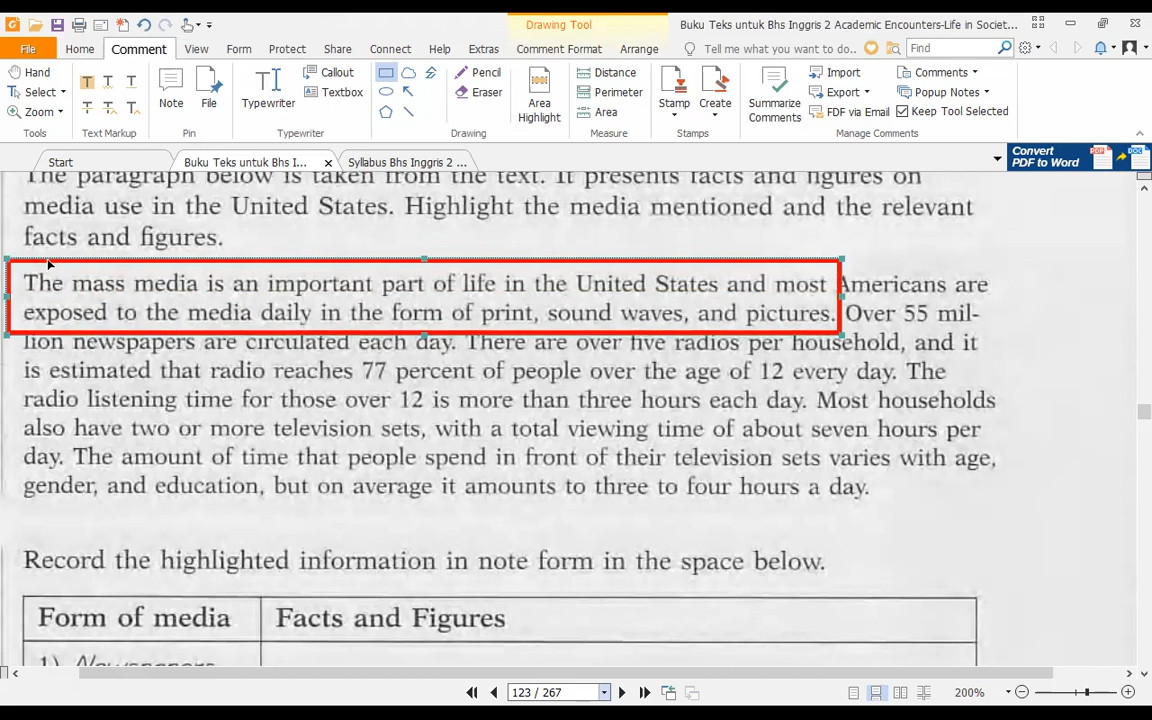 Drawing Tool
Buku Teks untuk Bhs Inggris 2 Academic Encounters-Life in Societ...
File Home Comment View Form Protect Share Connect Help Extras Comment Format Arrange Tell me what you want to do.. Find
Hand
Select
Zoom
Tools
T T T
T T T
Text Markup
Note
File
Pin
Typewriter
Callout
Textbox
Typewriter
Pencil
Eraser
Drawing
Area
Highlight
Distance
Perimeter
Area
Measure
Stamp
Create
Stamps
Summarize
Comments
Import
Export
FDF via Email
Comments
Popup Notes
Keep Tool Selected
Manage Comments
Start
Buku Teks untuk Bhs I...
Syllabus Bhs Inggris 2 ...
Convert
PDF to Word
The paragraph below is taken from the text. It presents facts and figures on
media use in the United States. Highlight the media mentioned and the relevant
facts and figures.
The mass media is an important part of life in the United States and most Americans are
exposed to the media daily in the form of print, sound waves, and pictures. Over 55 mil-
lion newspapers are circulated each day. There are over five radios per household, and it
is estimated that radio reaches 77 percent of people over the age of 12 every day. The
radio listening time for those over 12 is more than three hours each day. Most households
also have two or more television sets, with a total viewing time of about seven hours per
day. The amount of time that people spend in front of their television sets varies with age,
gender, and education, but on average it amounts to three to four hours a day.
Record the highlighted information in note form in the space below.
Form of media Facts and Figures
1) Newspapers
123 / 267
200%